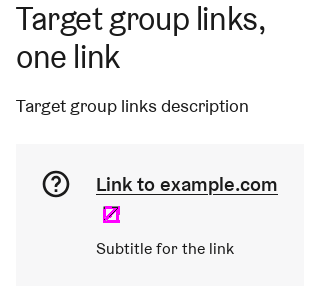 Target group links,
one link
Target group links description
Link to example.com
Subtitle for the link